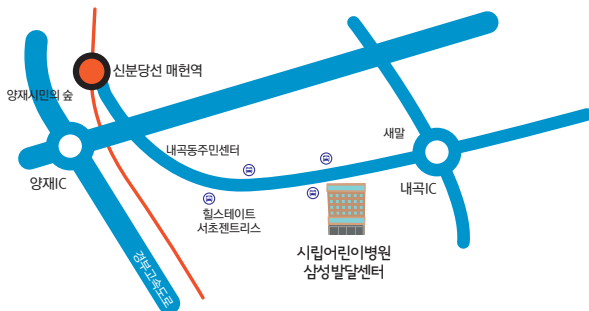 신분당선 매헌역
양재시민의 숲
새말
내곡동주민센터
양재IC
내곡IC
힐스테이트
서초젠트리스
시립어린이병원
삼성발달센터
경부고속도로